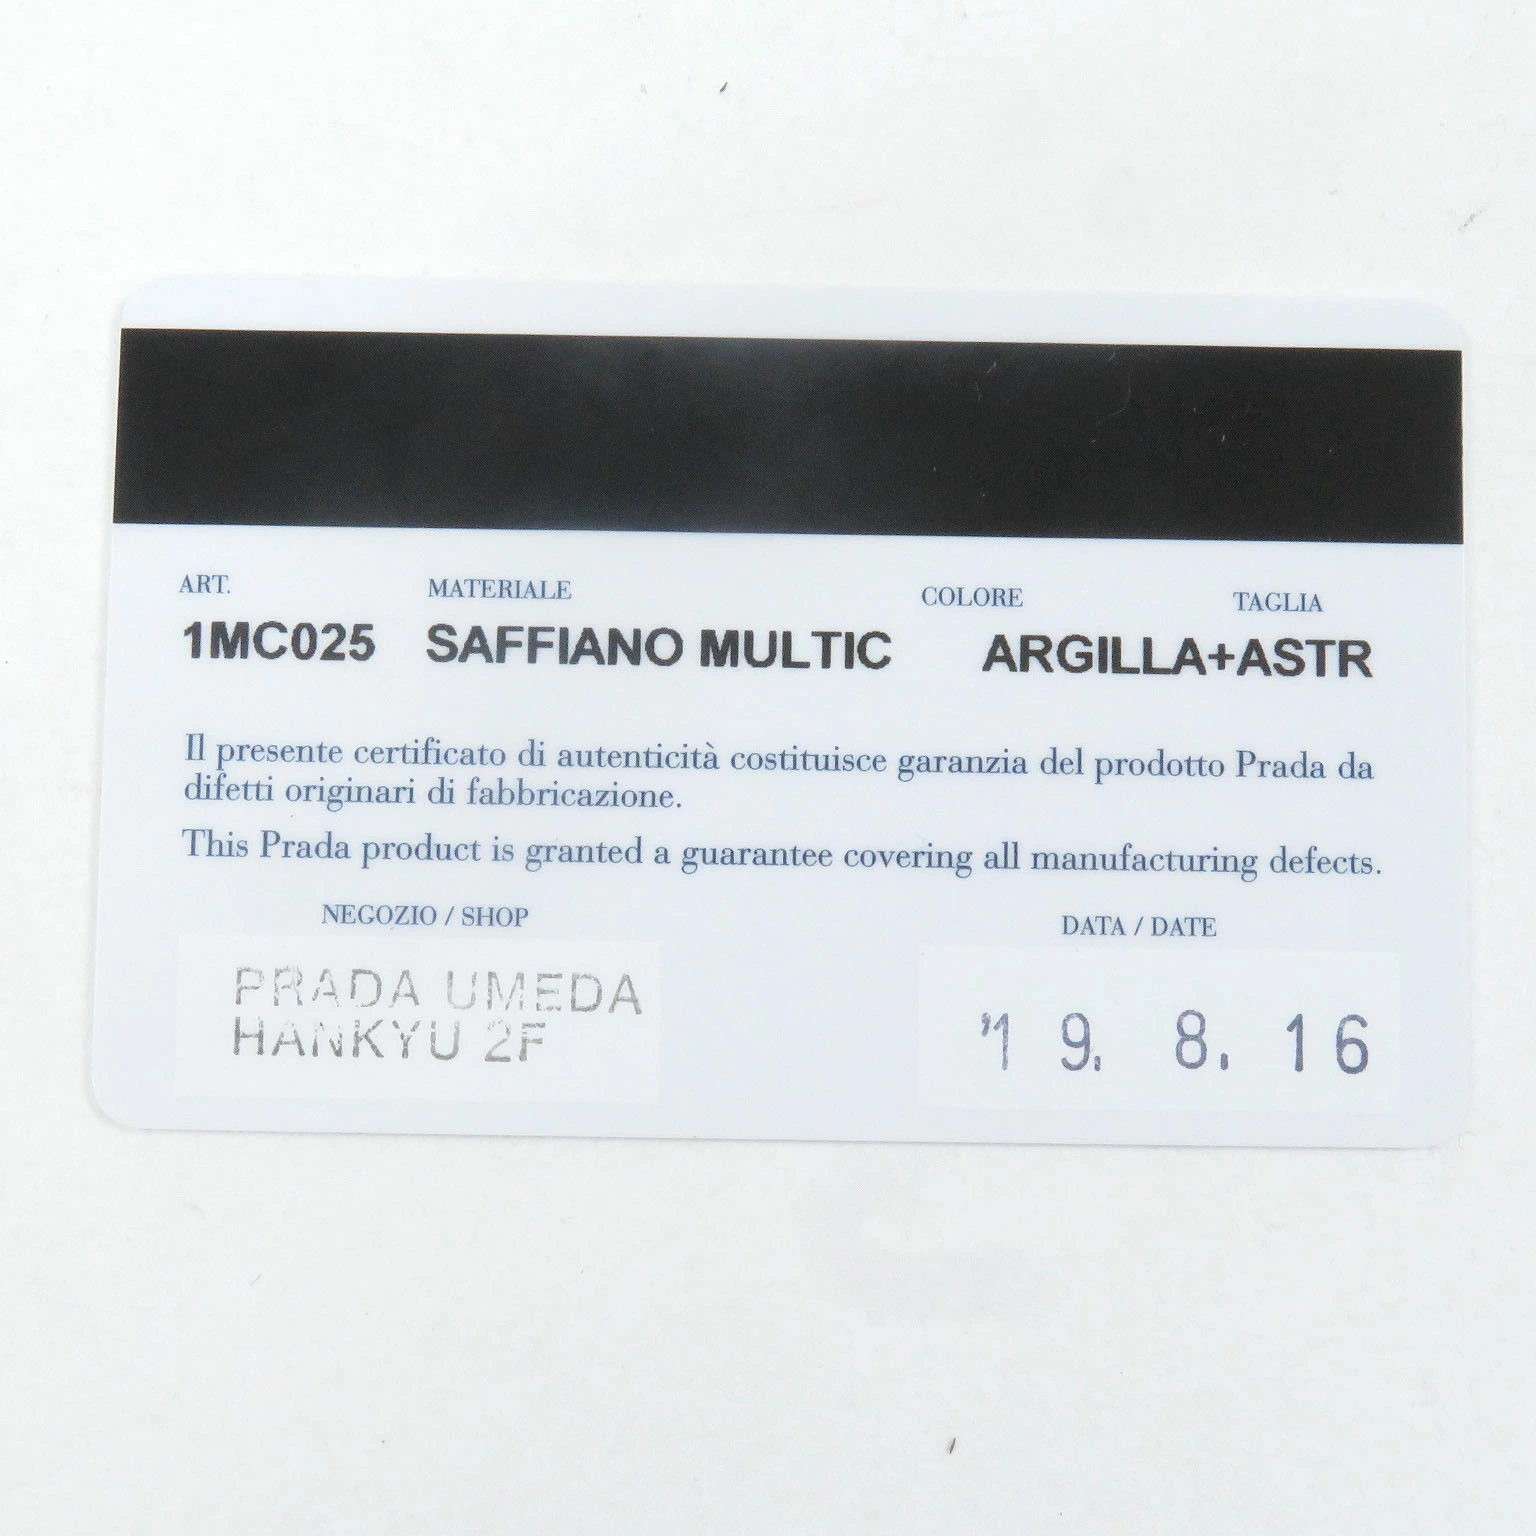 ART. MATERIALE COLORE TAGLIA
1MC025 SAFFIANO MULTIC ARGILLA+ASTR
Il presente certificato di autenticità costituisce garanzia del prodotto Prada da
difetti originari di fabbricazione.
This Prada product is granted a guarantee covering all manufacturing defects.
NEGOZIO / SHOP DATA / DATE
PRADA UMEDA
HANKYU 2F
'19. 8. 16